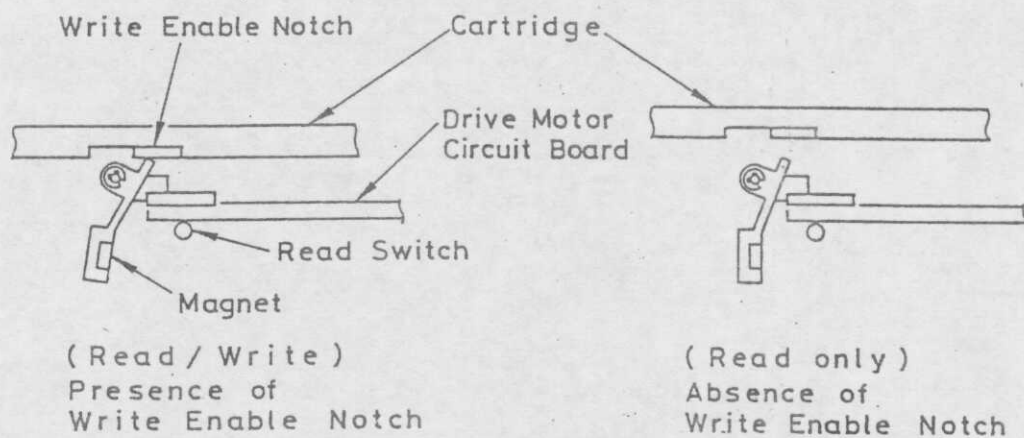 Write Enable Notch
Cartridge
Drive Motor
Circuit Board
Read Switch
Magnet
(Read/Write)
Presence of
Write Enable Notch
(Read only)
Absence of
Write Enable Notch